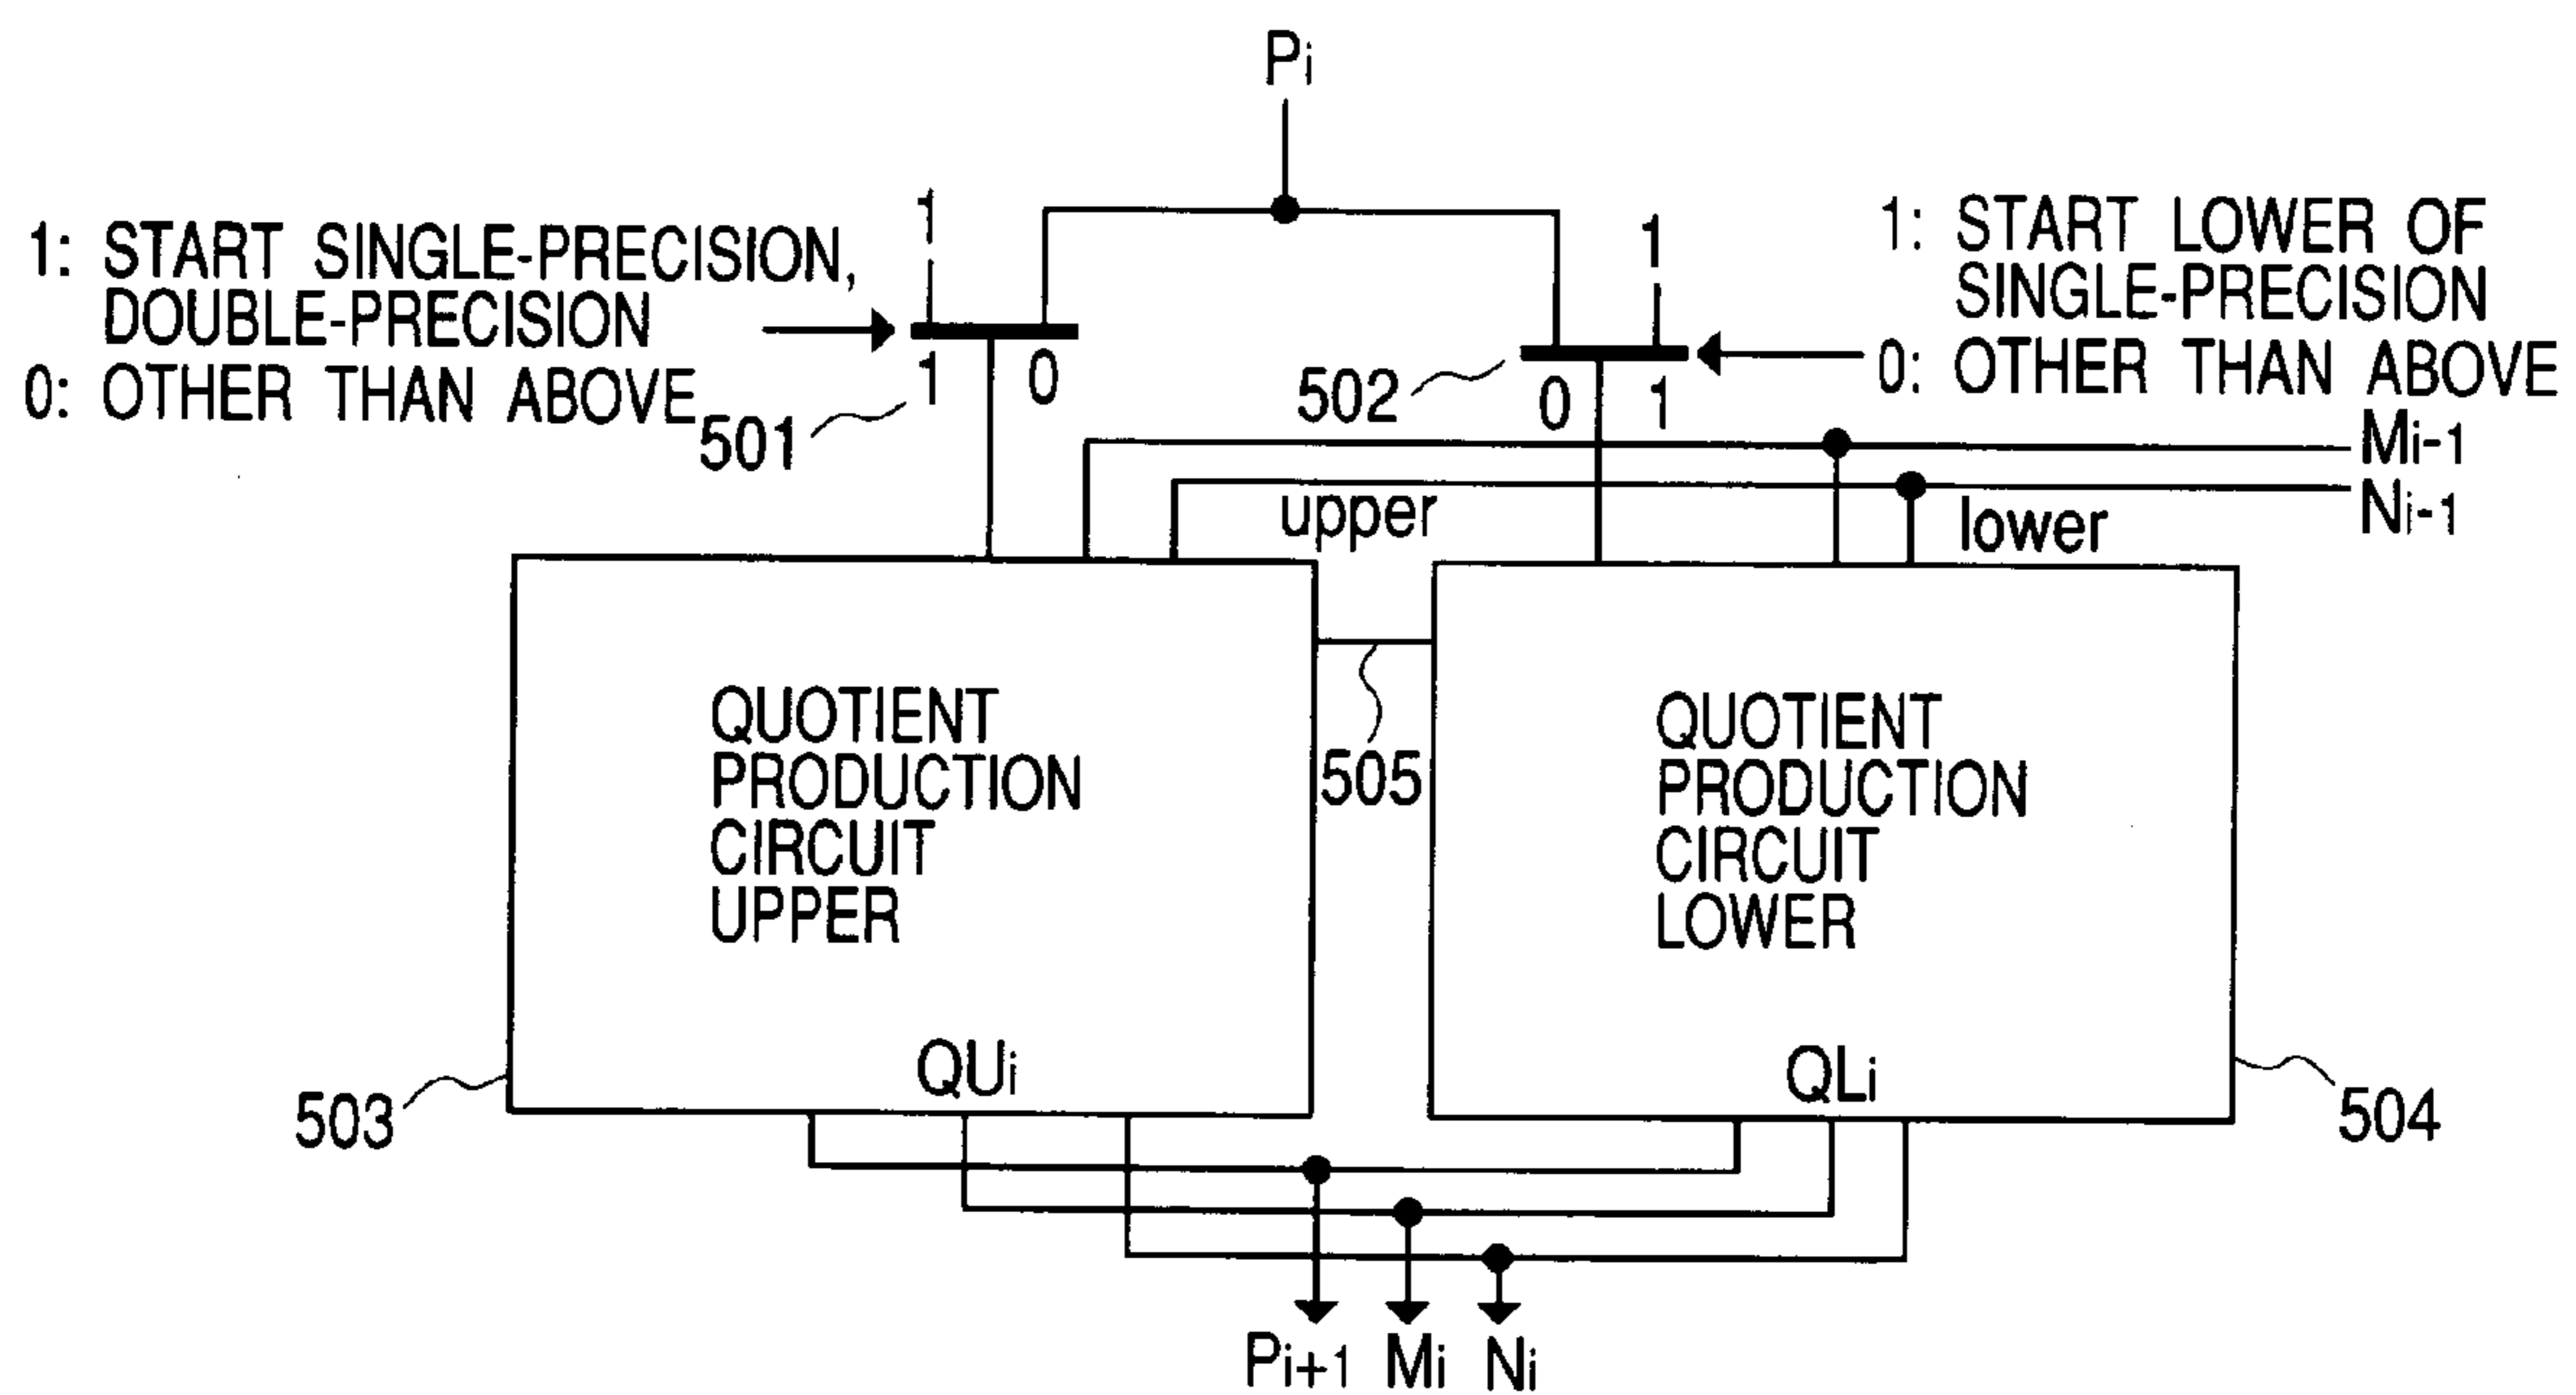 Pi
1: START SINGLE-PRECISION,
DOUBLE-PRECISION
0: OTHER THAN ABOVE
1
1 0
501
1
0 1
502
1: START LOWER OF
SINGLE-PRECISION
0: OTHER THAN ABOVE
Mi-1
Ni-1
upper
lower
QUOTIENT
PRODUCTION
CIRCUIT
UPPER
505
QUOTIENT
PRODUCTION
CIRCUIT
LOWER
QUi
QLi
503
504
Pi+1 Mi Ni